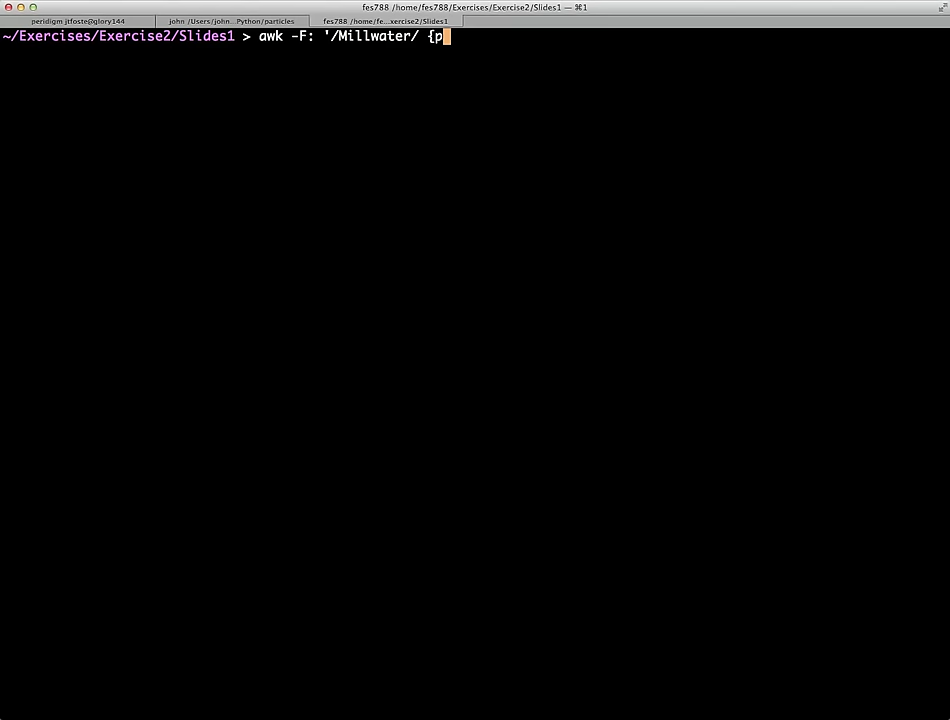 fes788 /home/fes788/Exercises/Exercise2/Slides1 — ⌘1
peridigm jtfoste@glory144
john /Users/john...Python/particles
fes788 /home/fe...xercise2/Slides1
~/Exercises/Exercise2/Slides1 > awk -F: '/Millwater/ {p